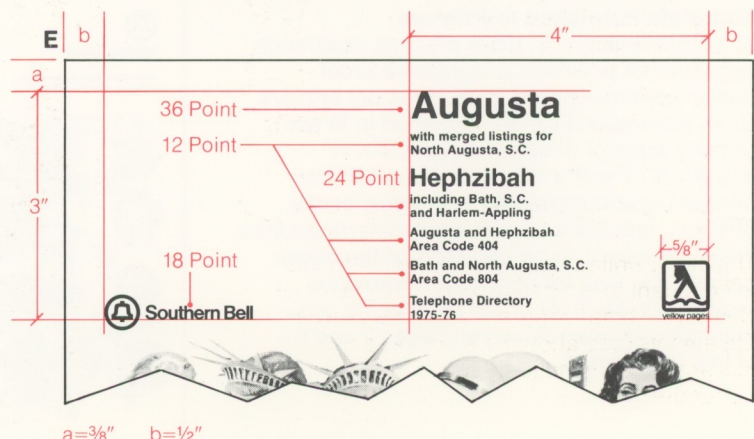 E
b
4"
b
a
36 Point
Augusta
12 Point
with merged listings for
North Augusta, S.C.
24 Point
Hephzibah
3"
including Bath, S.C.
and Harlem-Appling
Augusta and Hephzibah
Area Code 404
5/8"
18 Point
Bath and North Augusta, S.C.
Area Code 804
Southern Bell
Telephone Directory
1975-76
yellow pages
a=3/8" b=1/2"